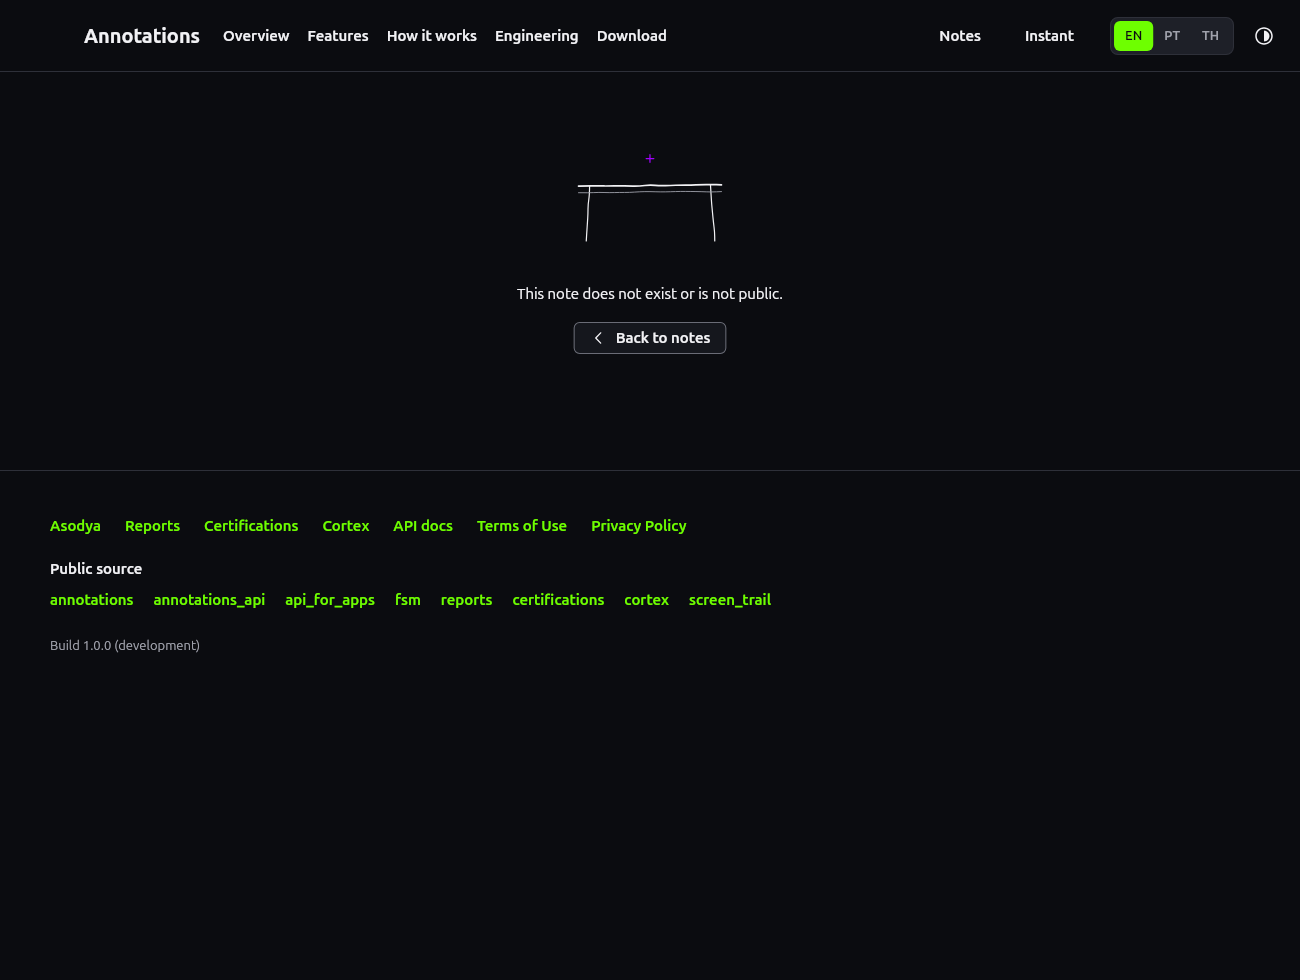 Annotations Overview Features How it works Engineering Download Notes Instant EN PT TH
This note does not exist or is not public.
Back to notes
Asodya Reports Certifications Cortex API docs Terms of Use Privacy Policy
Public source
annotations annotations_api api_for_apps fsm reports certifications cortex screen_trail
Build 1.0.0 (development)